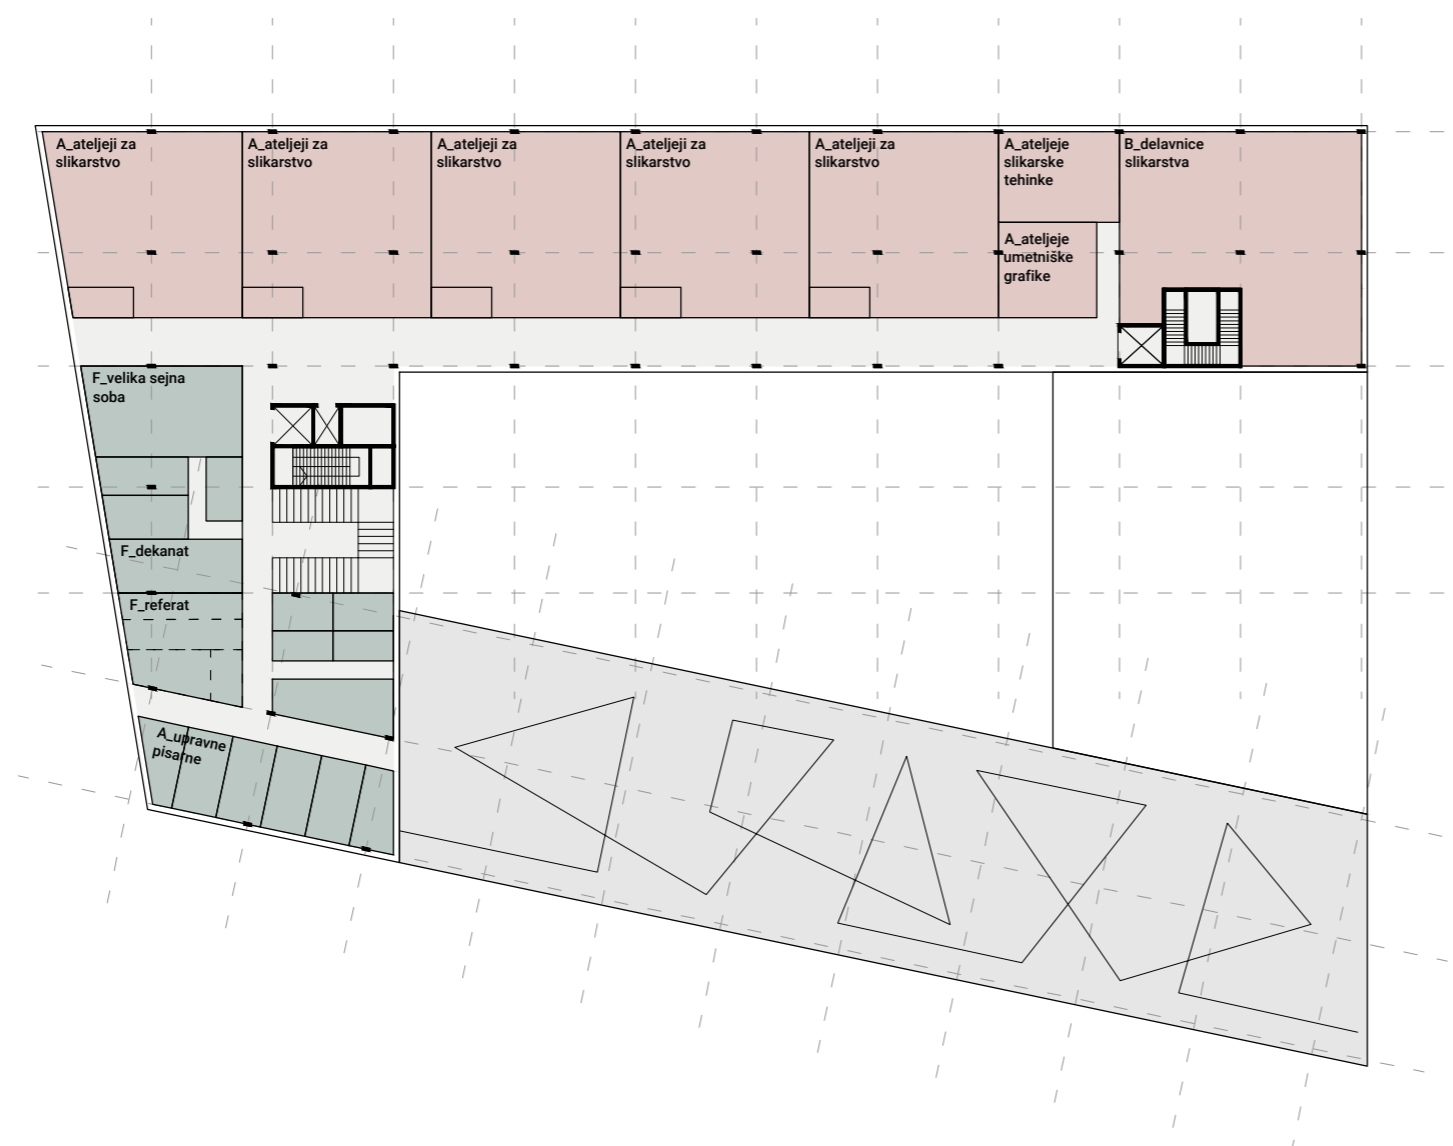 A_ateljeji za
slikarstvo
A_ateljeji za
slikarstvo
A_ateljeji za
slikarstvo
A_ateljeji za
slikarstvo
A_ateljeji za
slikarstvo
A_ateljeje
slikarske
tehinke
B_delavnice
slikarstva
A_ateljeje
umetniške
grafike
F_velika sejna
soba
F_dekanat
F_referat
A_upravne
pisarne